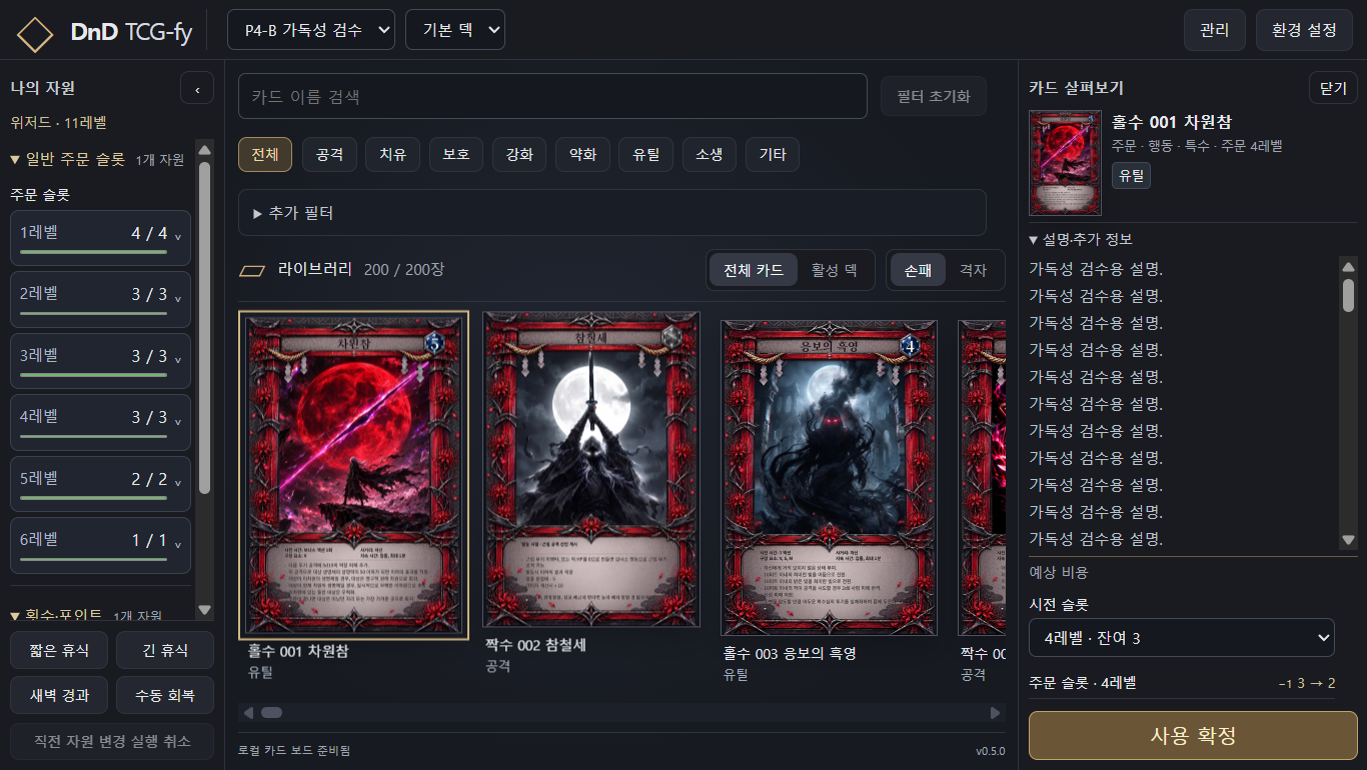 DnD TCG-fy
P4-B 가독성 검수
기본 덱
관리
환경 설정
나의 자원
‹
위저드 · 11레벨
▼ 일반 주문 슬롯 1개 자원
주문 슬롯
1레벨 4 / 4 v
2레벨 3 / 3 v
3레벨 3 / 3 v
4레벨 3 / 3 v
5레벨 2 / 2 v
6레벨 1 / 1 v
▼ 횟수·포인트 1개 자원
짧은 휴식
긴 휴식
새벽 경과
수동 회복
직전 자원 변경 실행 취소
카드 이름 검색
필터 초기화
전체
공격
치유
보호
강화
약화
유틸
소생
기타
▶ 추가 필터
라이브러리 200 / 200장
전체 카드
활성 덱
손패
격자
차원참
5
홀수 001 차원참
유틸
참철세
짝수 002 참철세
공격
응보의 흑영
4
홀수 003 응보의 흑영
유틸
짝수 00
공격
로컬 카드 보드 준비됨
v0.5.0
카드 살펴보기
닫기
홀수 001 차원참
주문 · 행동 · 특수 · 주문 4레벨
유틸
▼ 설명·추가 정보
가독성 검수용 설명.
가독성 검수용 설명.
가독성 검수용 설명.
가독성 검수용 설명.
가독성 검수용 설명.
가독성 검수용 설명.
가독성 검수용 설명.
가독성 검수용 설명.
가독성 검수용 설명.
가독성 검수용 설명.
가독성 검수용 설명.
예상 비용
시전 슬롯
4레벨 · 잔여 3
주문 슬롯 · 4레벨 -1 3 → 2
사용 확정